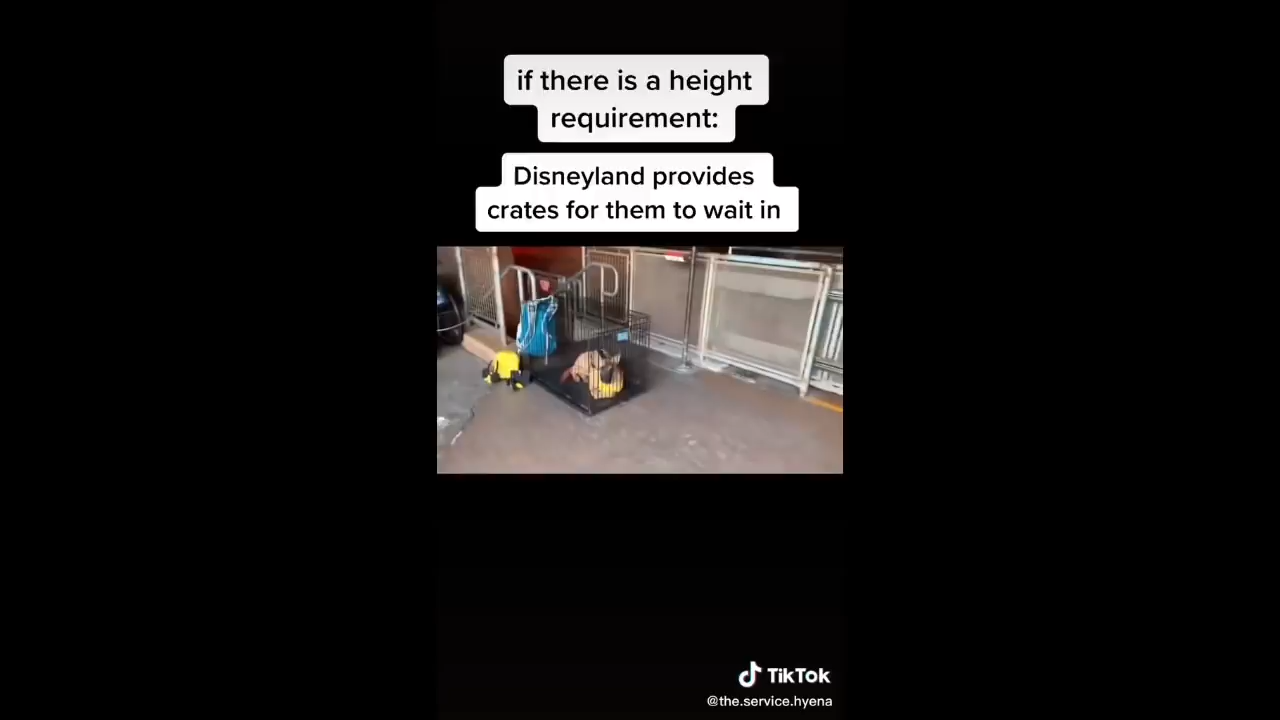 if there is a height
requirement:
Disneyland provides
crates for them to wait in
TikTok
@the.service.hyena